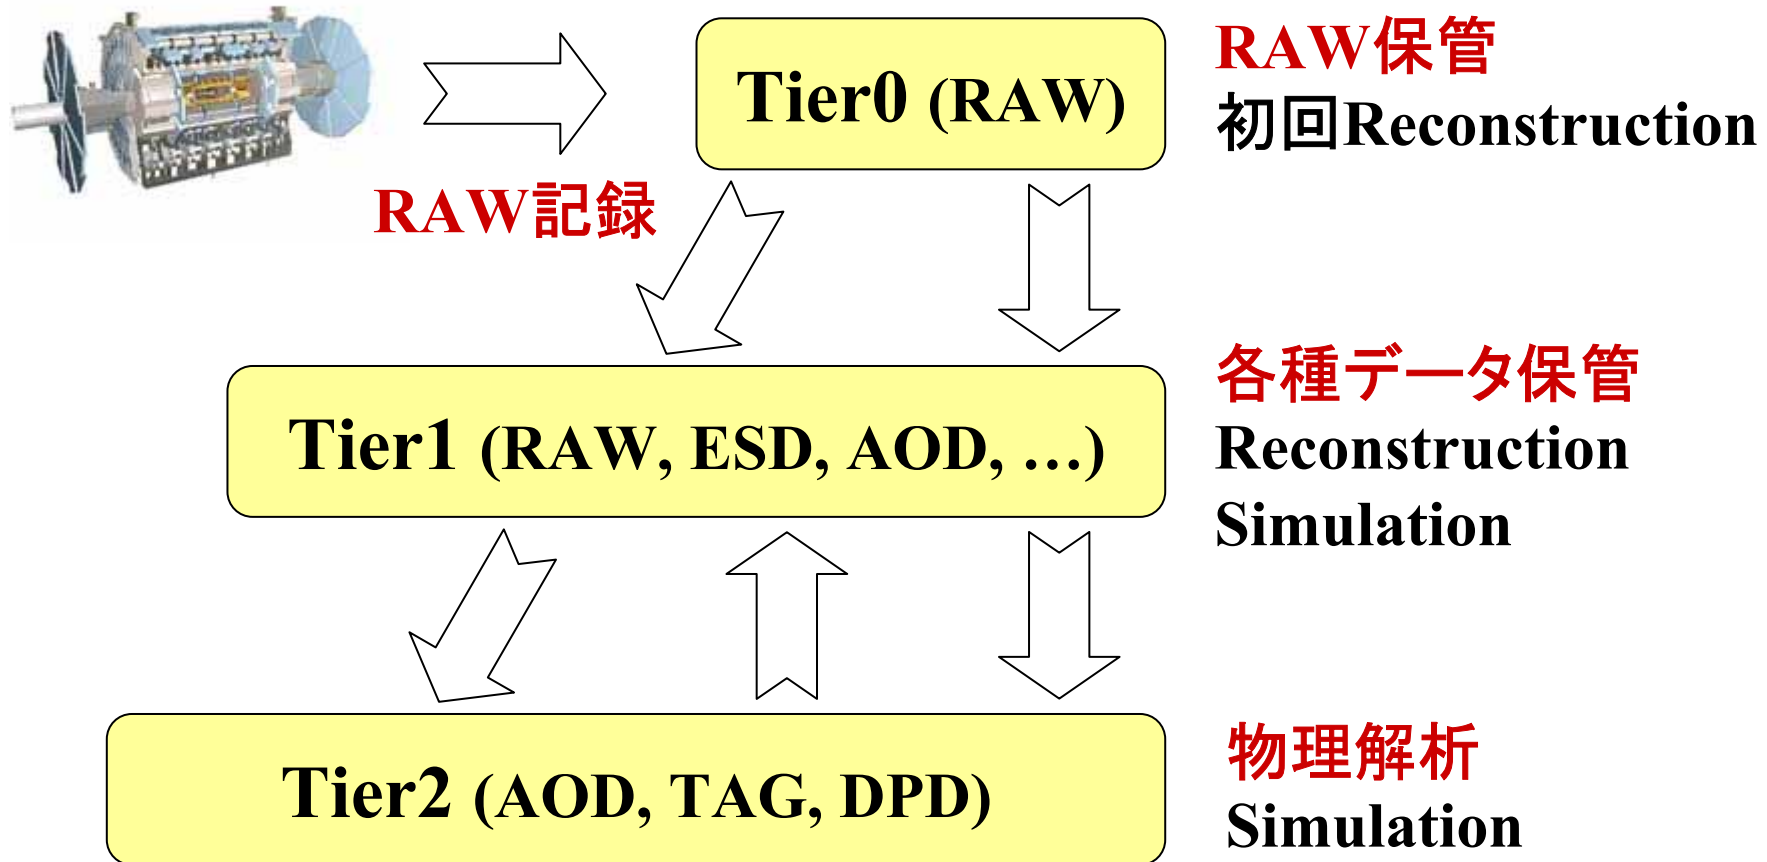 Tier0 (RAW)
RAW保管
初回Reconstruction
RAW記録
Tier1 (RAW, ESD, AOD, …)
各種データ保管
Reconstruction
Simulation
Tier2 (AOD, TAG, DPD)
物理解析
Simulation